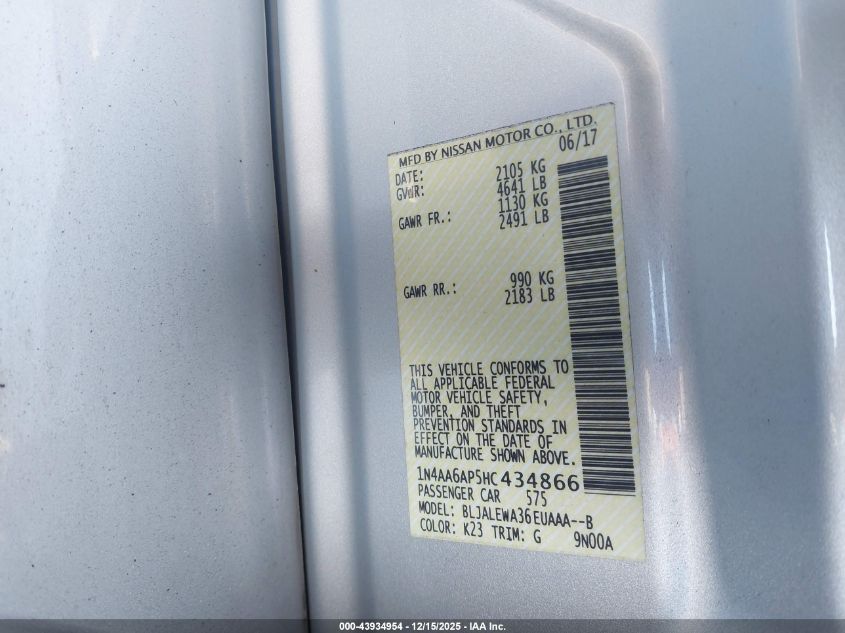 MFD BY NISSAN MOTOR CO., LTD.
DATE: 06/17
GVWR: 2105 KG
4641 LB
GAWR FR.: 1130 KG
2491 LB
GAWR RR.: 990 KG
2183 LB
THIS VEHICLE CONFORMS TO
ALL APPLICABLE FEDERAL
MOTOR VEHICLE SAFETY,
BUMPER, AND THEFT
PREVENTION STANDARDS IN
EFFECT ON THE DATE OF
MANUFACTURE SHOWN ABOVE.
1N4AA6AP5HC434866
PASSENGER CAR 575
MODEL: BLJALEWA36EUAAA--B
COLOR: K23 TRIM: G 9N00A
000-43934954 - 12/15/2025 - IAA Inc.